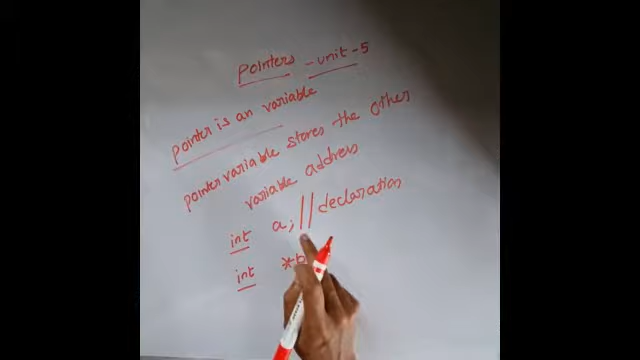 Pointers - unit - 5
pointer is an variable
pointer variable stores the other
variable address
int a; // declaration
int *b